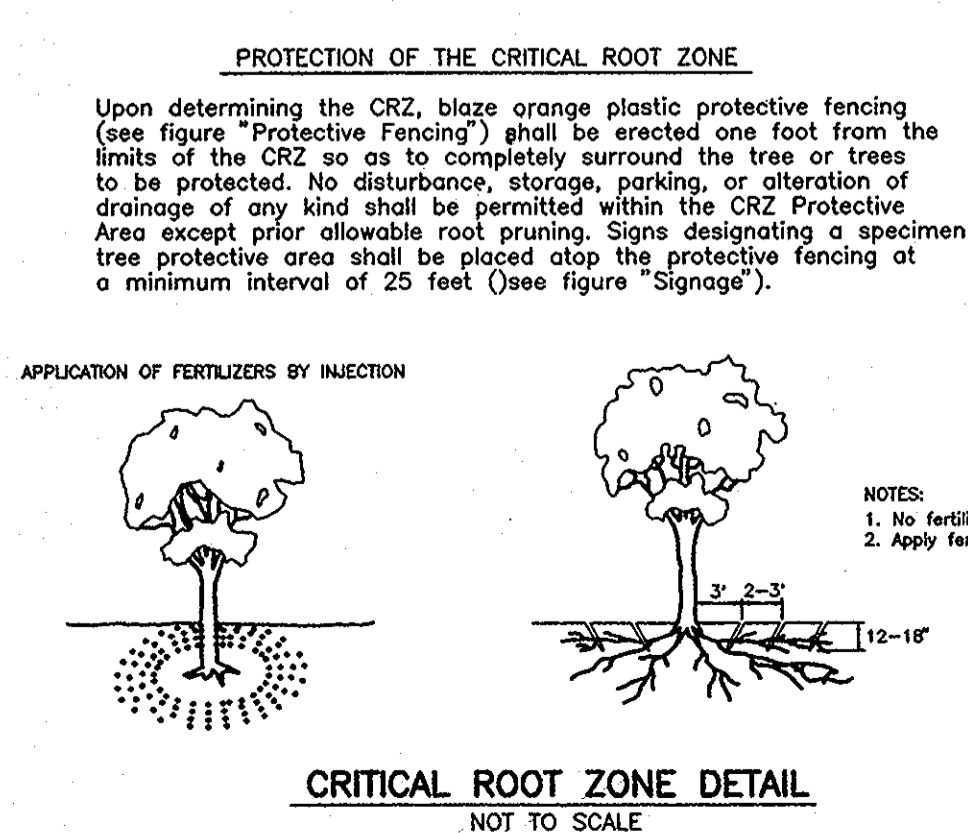 PROTECTION OF THE CRITICAL ROOT ZONE
Upon determining the CRZ, blaze orange plastic protective fencing
(see figure "Protective Fencing") shall be erected one foot from the
limits of the CRZ so as to completely surround the tree or trees
to be protected. No disturbance, storage, parking, or alteration of
drainage of any kind shall be permitted within the CRZ Protective
Area except prior allowable root pruning. Signs designating a specimen
tree protective area shall be placed atop the protective fencing at
a minimum interval of 25 feet ()see figure "Signage").
APPLICATION OF FERTILIZERS BY INJECTION
NOTES:
1. No
2. Apply
3' 2-3'
12-18"
CRITICAL ROOT ZONE DETAIL
NOT TO SCALE